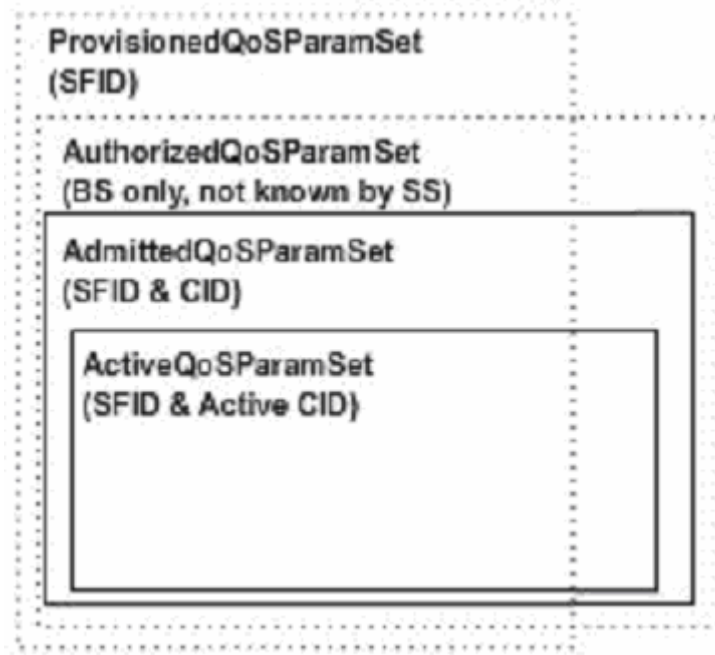 ProvisionedQoSParamSet
(SFID)
AuthorizedQoSParamSet
(BS only, not known by SS)
AdmittedQoSParamSet
(SFID & CID)
ActiveQoSParamSet
(SFID & Active CID)